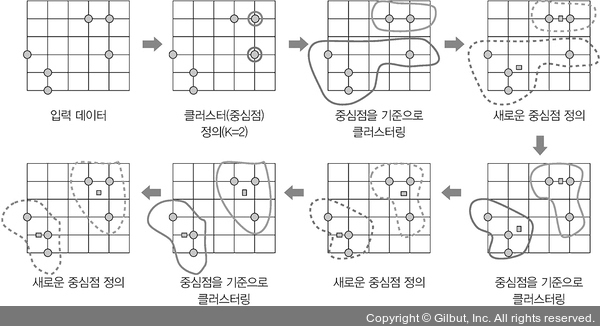 입력 데이터
클러스터(중심점)
정의(K=2)
중심점을 기준으로
클러스터링
새로운 중심점 정의
새로운 중심점 정의
중심점을 기준으로
클러스터링
새로운 중심점 정의
중심점을 기준으로
클러스터링
Copyright © Gilbut, Inc. All rights reserved.